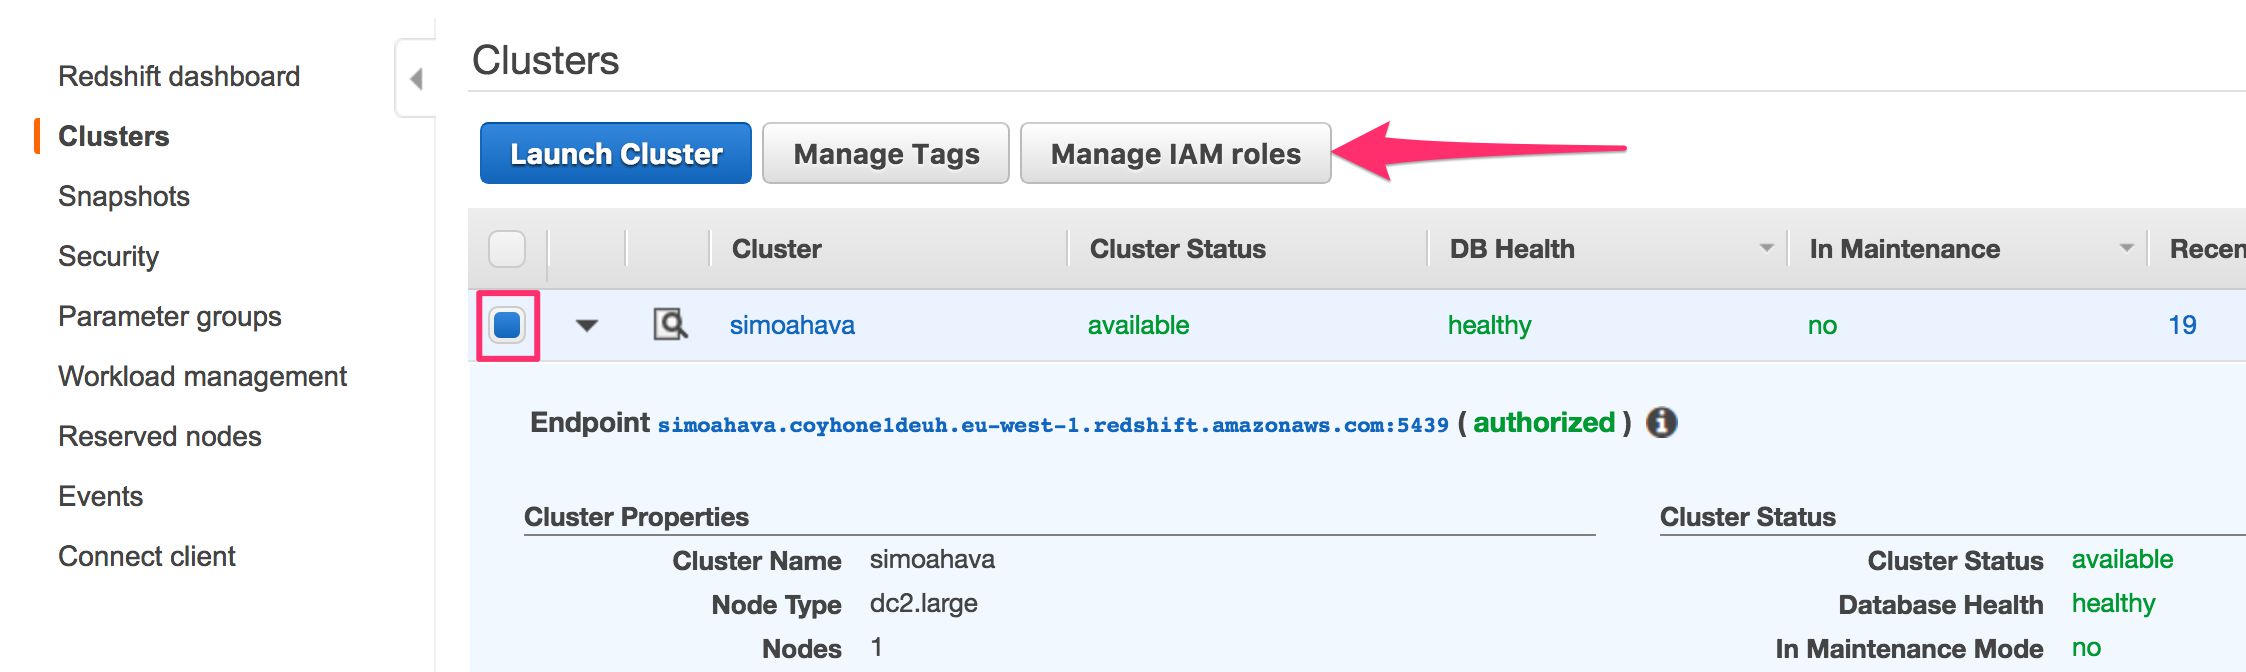 Redshift dashboard
Clusters
Snapshots
Security
Parameter groups
Workload management
Reserved nodes
Events
Connect client
Clusters
Launch Cluster Manage Tags Manage IAM roles
Cluster Cluster Status DB Health In Maintenance Recen
simoahava available healthy no 19
Endpoint simoahava.coyhone1deuh.eu-west-1.redshift.amazonaws.com:5439 ( authorized )
Cluster Properties
Cluster Name simoahava
Node Type dc2.large
Nodes 1
Cluster Status
Cluster Status available
Database Health healthy
In Maintenance Mode no